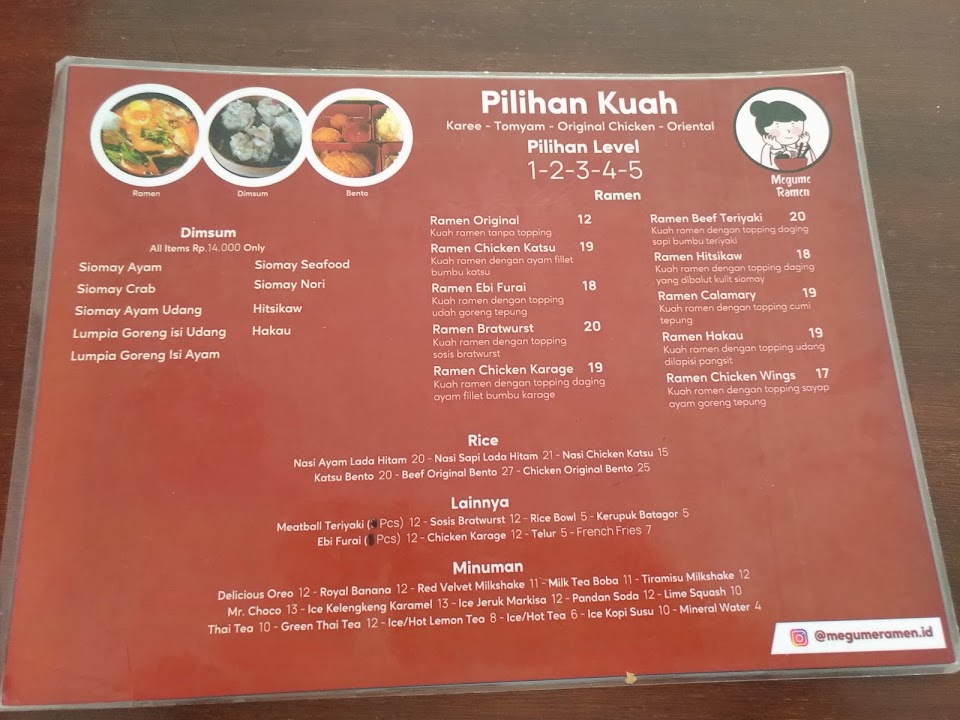 Pilihan Kuah
Karee - Tomyam - Original Chicken - Oriental
Pilihan Level
1-2-3-4-5
Megume
Ramen
Ramen
Dimsum
Bento
Dimsum
All Items Rp.14.000 Only
Siomay Ayam
Siomay Crab
Siomay Ayam Udang
Lumpia Goreng isi Udang
Lumpia Goreng Isi Ayam
Siomay Seafood
Siomay Nori
Hitsikaw
Hakau
Ramen
Ramen Original 12
Kuah ramen tanpa topping
Ramen Chicken Katsu 19
Kuah ramen dengan ayam fillet
bumbu katsu
Ramen Ebi Furai 18
Kuah ramen dengan topping
udah goreng tepung
Ramen Bratwurst 20
Kuah ramen dengan topping
sosis bratwurst
Ramen Chicken Karage 19
Kuah ramen dengan topping daging
ayam fillet bumbu karage
Ramen Beef Teriyaki 20
Kuah ramen dengan topping daging
sapi bumbu teriyaki
Ramen Hitsikaw 18
Kuah ramen dengan topping daging
yang dibalut kulit siomay
Ramen Calamary 19
Kuah ramen dengan topping cumi
tepung
Ramen Hakau 19
Kuah ramen dengan topping udang
dilapisi pangsit
Ramen Chicken Wings 17
Kuah ramen dengan topping sayap
ayam goreng tepung
Rice
Nasi Ayam Lada Hitam 20 - Nasi Sapi Lada Hitam 21 - Nasi Chicken Katsu 15
Katsu Bento 20 - Beef Original Bento 27 - Chicken Original Bento 25
Lainnya
Meatball Teriyaki ( Pcs) 12 - Sosis Bratwurst 12 - Rice Bowl 5 - Kerupuk Batagor 5
Ebi Furai ( Pcs) 12 - Chicken Karage 12 - Telur 5 - French Fries 7
Minuman
Delicious Oreo 12 - Royal Banana 12 - Red Velvet Milkshake 11 - Milk Tea Boba 11 - Tiramisu Milkshake 12
Mr. Choco 13 - Ice Kelengkeng Karamel 13 - Ice Jeruk Markisa 12 - Pandan Soda 12 - Lime Squash 10
Thai Tea 10 - Green Thai Tea 12 - Ice/Hot Lemon Tea 8 - Ice/Hot Tea 6 - Ice Kopi Susu 10 - Mineral Water 4
@megumeramen.id